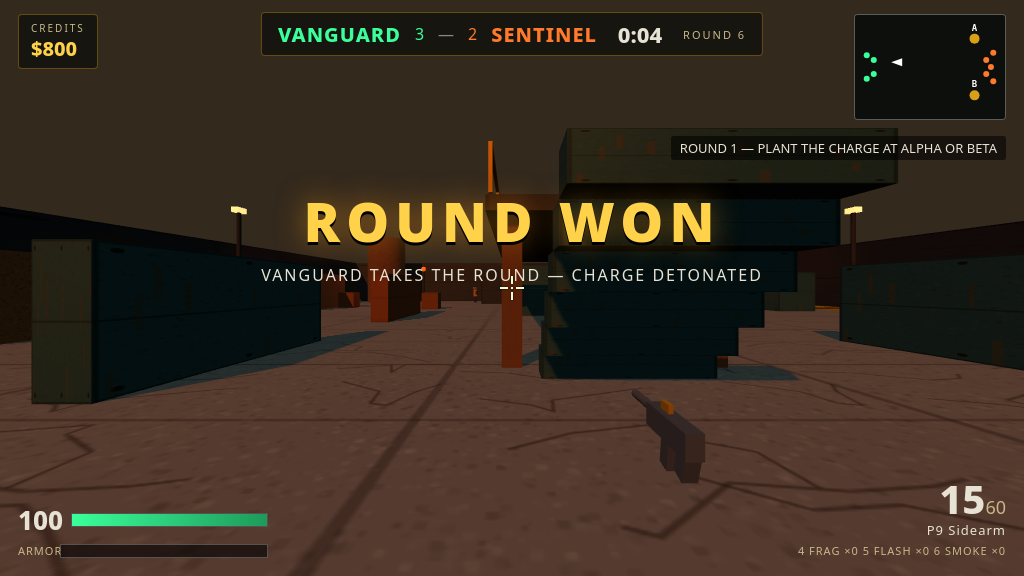 CREDITS
$800
VANGUARD 3 — 2 SENTINEL 0:04 ROUND 6
A
B
ROUND 1 — PLANT THE CHARGE AT ALPHA OR BETA
ROUND WON
VANGUARD TAKES THE ROUND — CHARGE DETONATED
100
ARMOR
15 60
P9 Sidearm
4 FRAG ×0 5 FLASH ×0 6 SMOKE ×0